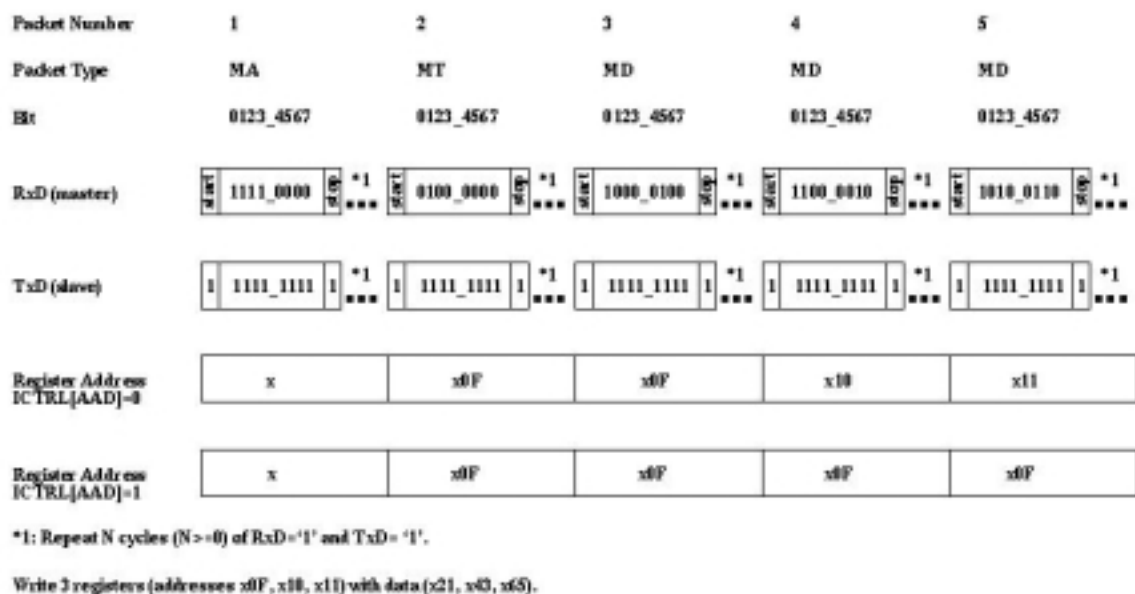 Packet Number 1 2 3 4 5
Packet Type MA MT MD MD MD
Bit 0123_4567 0123_4567 0123_4567 0123_4567 0123_4567
RxD (master) start 1111_0000 stop *1 ... start 0100_0000 stop *1 ... start 1000_0100 stop *1 ... start 1100_0010 stop *1 ... start 1010_0110 stop *1 ...
TxD (slave) 1 1111_1111 1 *1 ... 1 1111_1111 1 *1 ... 1 1111_1111 1 *1 ... 1 1111_1111 1 *1 ... 1 1111_1111 1 *1 ...
Register Address x x0F x0F x10 x11
ICTRL[AAD]=0
Register Address x x0F x0F x0F x0F
ICTRL[AAD]=1
*1: Repeat N cycles (N>=0) of RxD='1' and TxD= '1'.
Write 3 registers (addresses x0F, x10, x11) with data (x21, x43, x65).